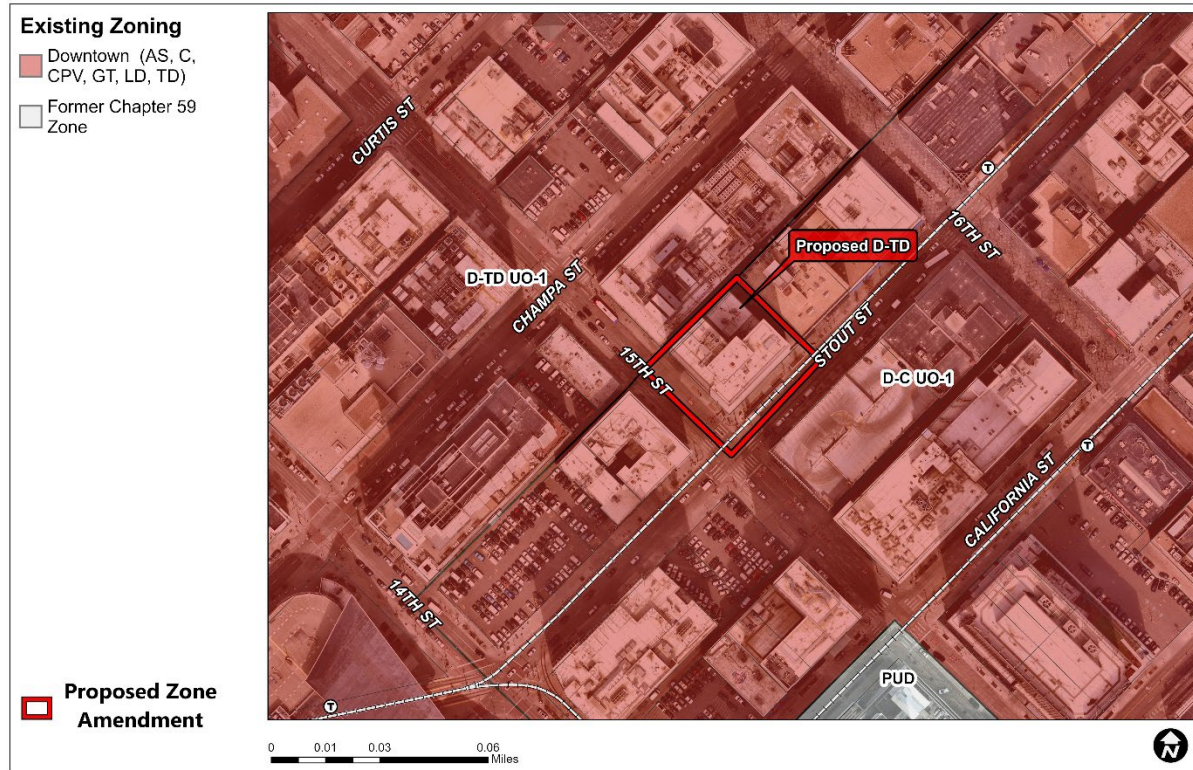 Existing Zoning
Downtown (AS, C,
CPV, GT, LD, TD)
Former Chapter 59
Zone
CURTIS ST
16TH ST
Proposed D-TD
D-TD UO-1
CHAMPA ST
STOUT ST
15TH ST
D-C UO-1
CALIFORNIA ST
14TH ST
PUD
T
T
T
Proposed Zone
Amendment
0 0.01 0.03 0.06
Miles
N